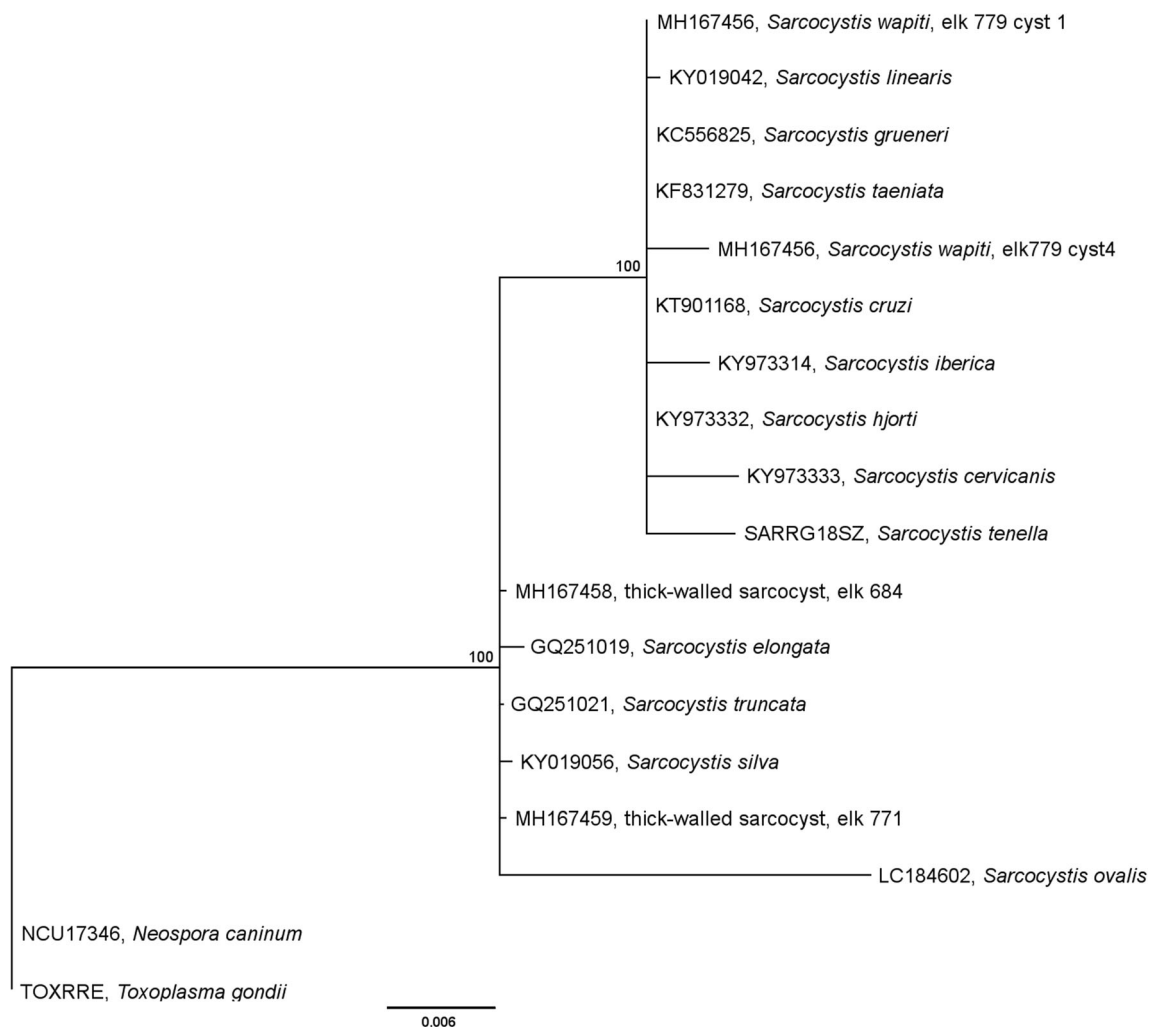 MH167456, Sarcocystis wapiti, elk 779 cyst 1
KY019042, Sarcocystis linearis
KC556825, Sarcocystis grueneri
KF831279, Sarcocystis taeniata
MH167456, Sarcocystis wapiti, elk779 cyst4
100
KT901168, Sarcocystis cruzi
KY973314, Sarcocystis iberica
KY973332, Sarcocystis hjorti
KY973333, Sarcocystis cervicanis
SARRG18SZ, Sarcocystis tenella
MH167458, thick-walled sarcocyst, elk 684
GQ251019, Sarcocystis elongata
100
GQ251021, Sarcocystis truncata
KY019056, Sarcocystis silva
MH167459, thick-walled sarcocyst, elk 771
LC184602, Sarcocystis ovalis
NCU17346, Neospora caninum
TOXRRE, Toxoplasma gondii
0.006